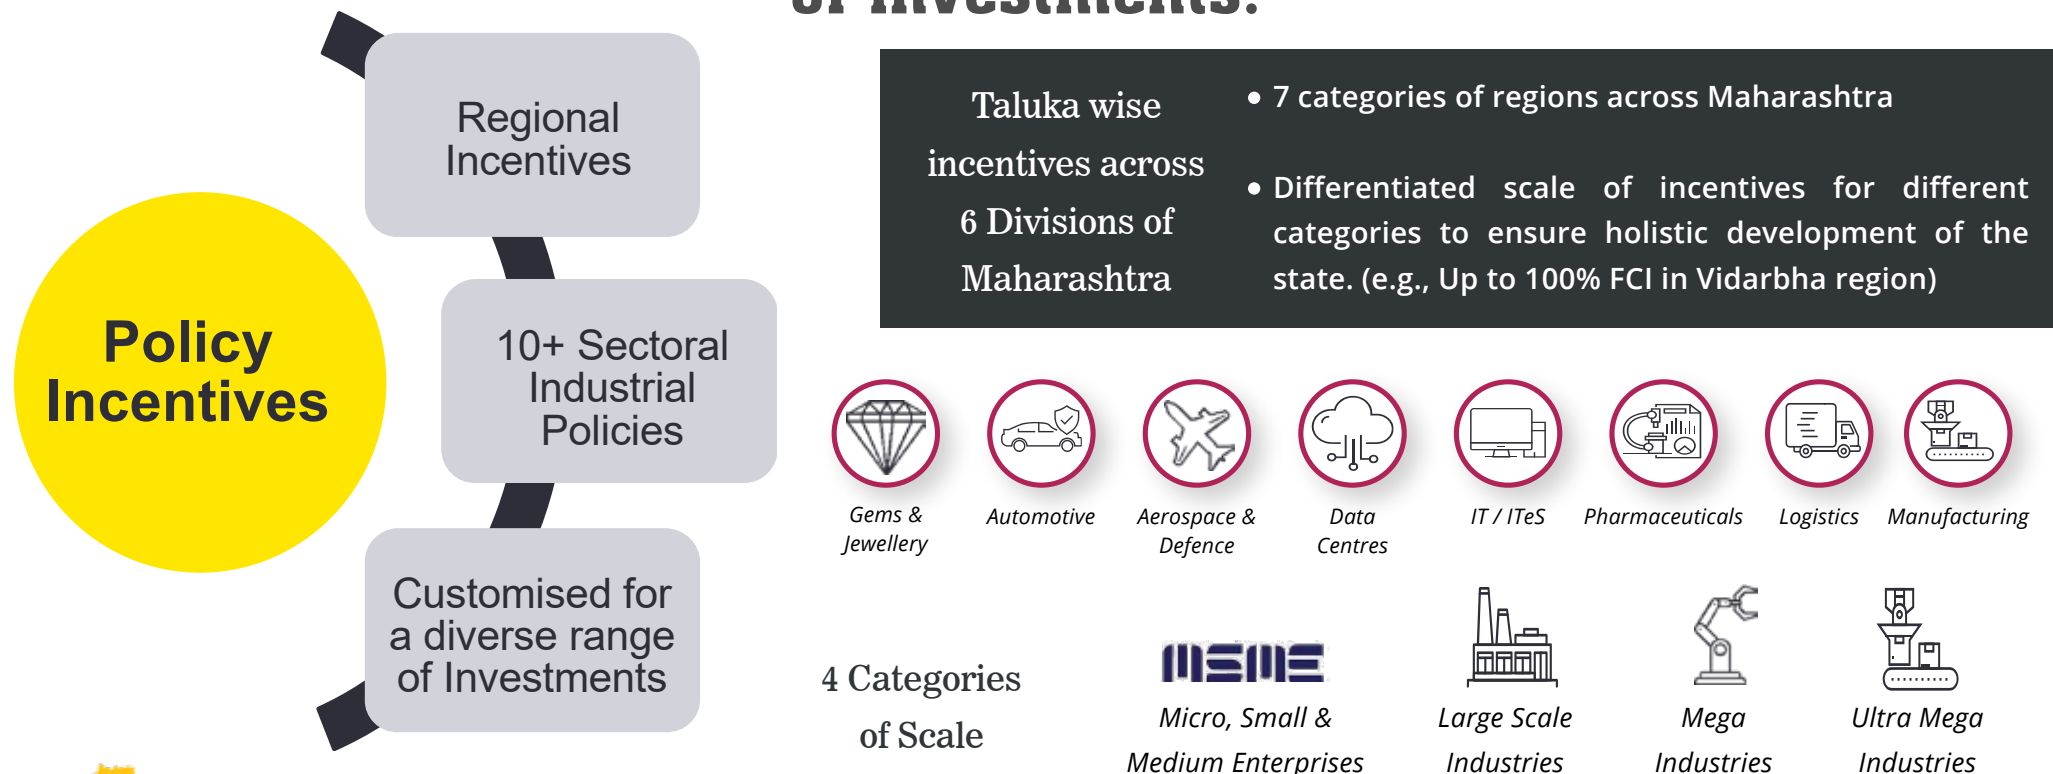 of Investments.
Policy
Incentives
Regional
Incentives
10+ Sectoral
Industrial
Policies
Customised for
a diverse range
of Investments
Taluka wise
incentives across
6 Divisions of
Maharashtra
• 7 categories of regions across Maharashtra
• Differentiated scale of incentives for different
categories to ensure holistic development of the
state. (e.g., Up to 100% FCI in Vidarbha region)
Gems &
Jewellery
Automotive
Aerospace &
Defence
Data
Centres
IT / ITeS
Pharmaceuticals
Logistics
Manufacturing
4 Categories
of Scale
MSME
Micro, Small &
Medium Enterprises
Large Scale
Industries
Mega
Industries
Ultra Mega
Industries